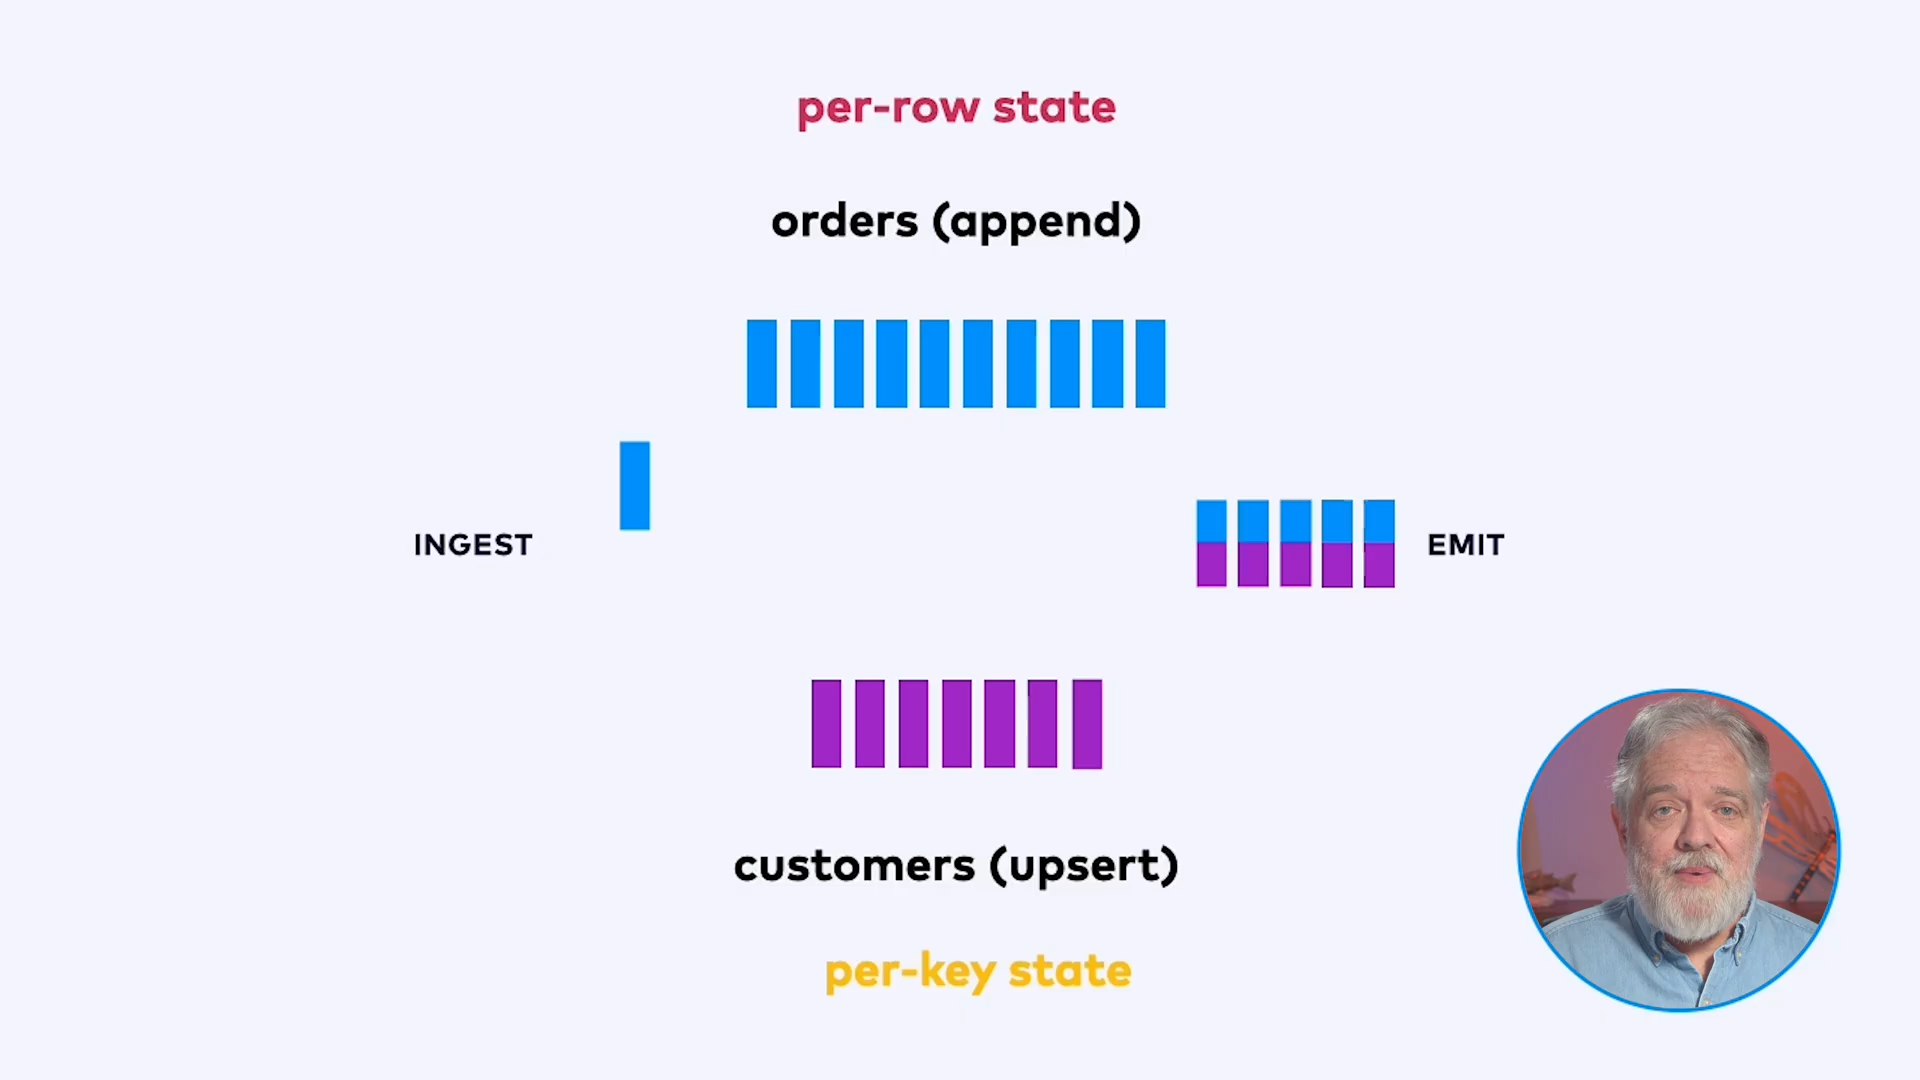 per-row state
orders (append)
INGEST
EMIT
customers (upsert)
per-key state